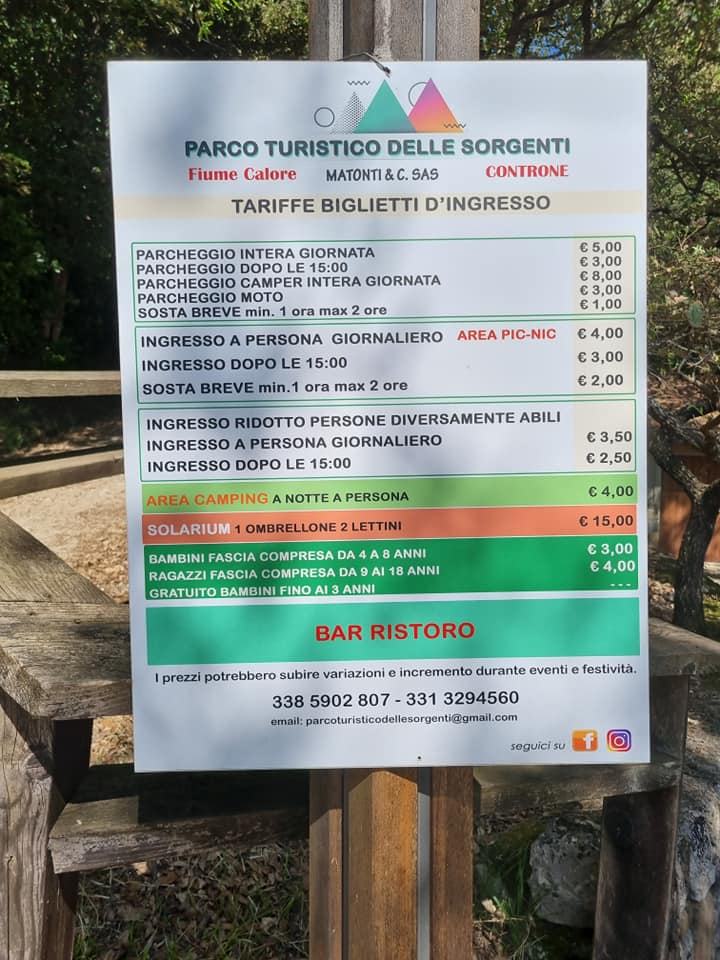 PARCO TURISTICO DELLE SORGENTI
Fiume Calore MATONTI & C. SAS CONTRONE
TARIFFE BIGLIETTI D'INGRESSO
PARCHEGGIO INTERA GIORNATA € 5,00
PARCHEGGIO DOPO LE 15:00 € 3,00
PARCHEGGIO CAMPER INTERA GIORNATA € 8,00
PARCHEGGIO MOTO € 3,00
SOSTA BREVE min. 1 ora max 2 ore € 1,00
INGRESSO A PERSONA GIORNALIERO AREA PIC-NIC € 4,00
INGRESSO DOPO LE 15:00 € 3,00
SOSTA BREVE min.1 ora max 2 ore € 2,00
INGRESSO RIDOTTO PERSONE DIVERSAMENTE ABILI
INGRESSO A PERSONA GIORNALIERO € 3,50
INGRESSO DOPO LE 15:00 € 2,50
AREA CAMPING A NOTTE A PERSONA € 4,00
SOLARIUM 1 OMBRELLONE 2 LETTINI € 15,00
BAMBINI FASCIA COMPRESA DA 4 A 8 ANNI € 3,00
RAGAZZI FASCIA COMPRESA DA 9 AI 18 ANNI € 4,00
GRATUITO BAMBINI FINO AI 3 ANNI ---
BAR RISTORO
I prezzi potrebbero subire variazioni e incremento durante eventi e festività.
338 5902 807 - 331 3294560
email: parcoturisticodellesorgenti@gmail.com
seguici su f